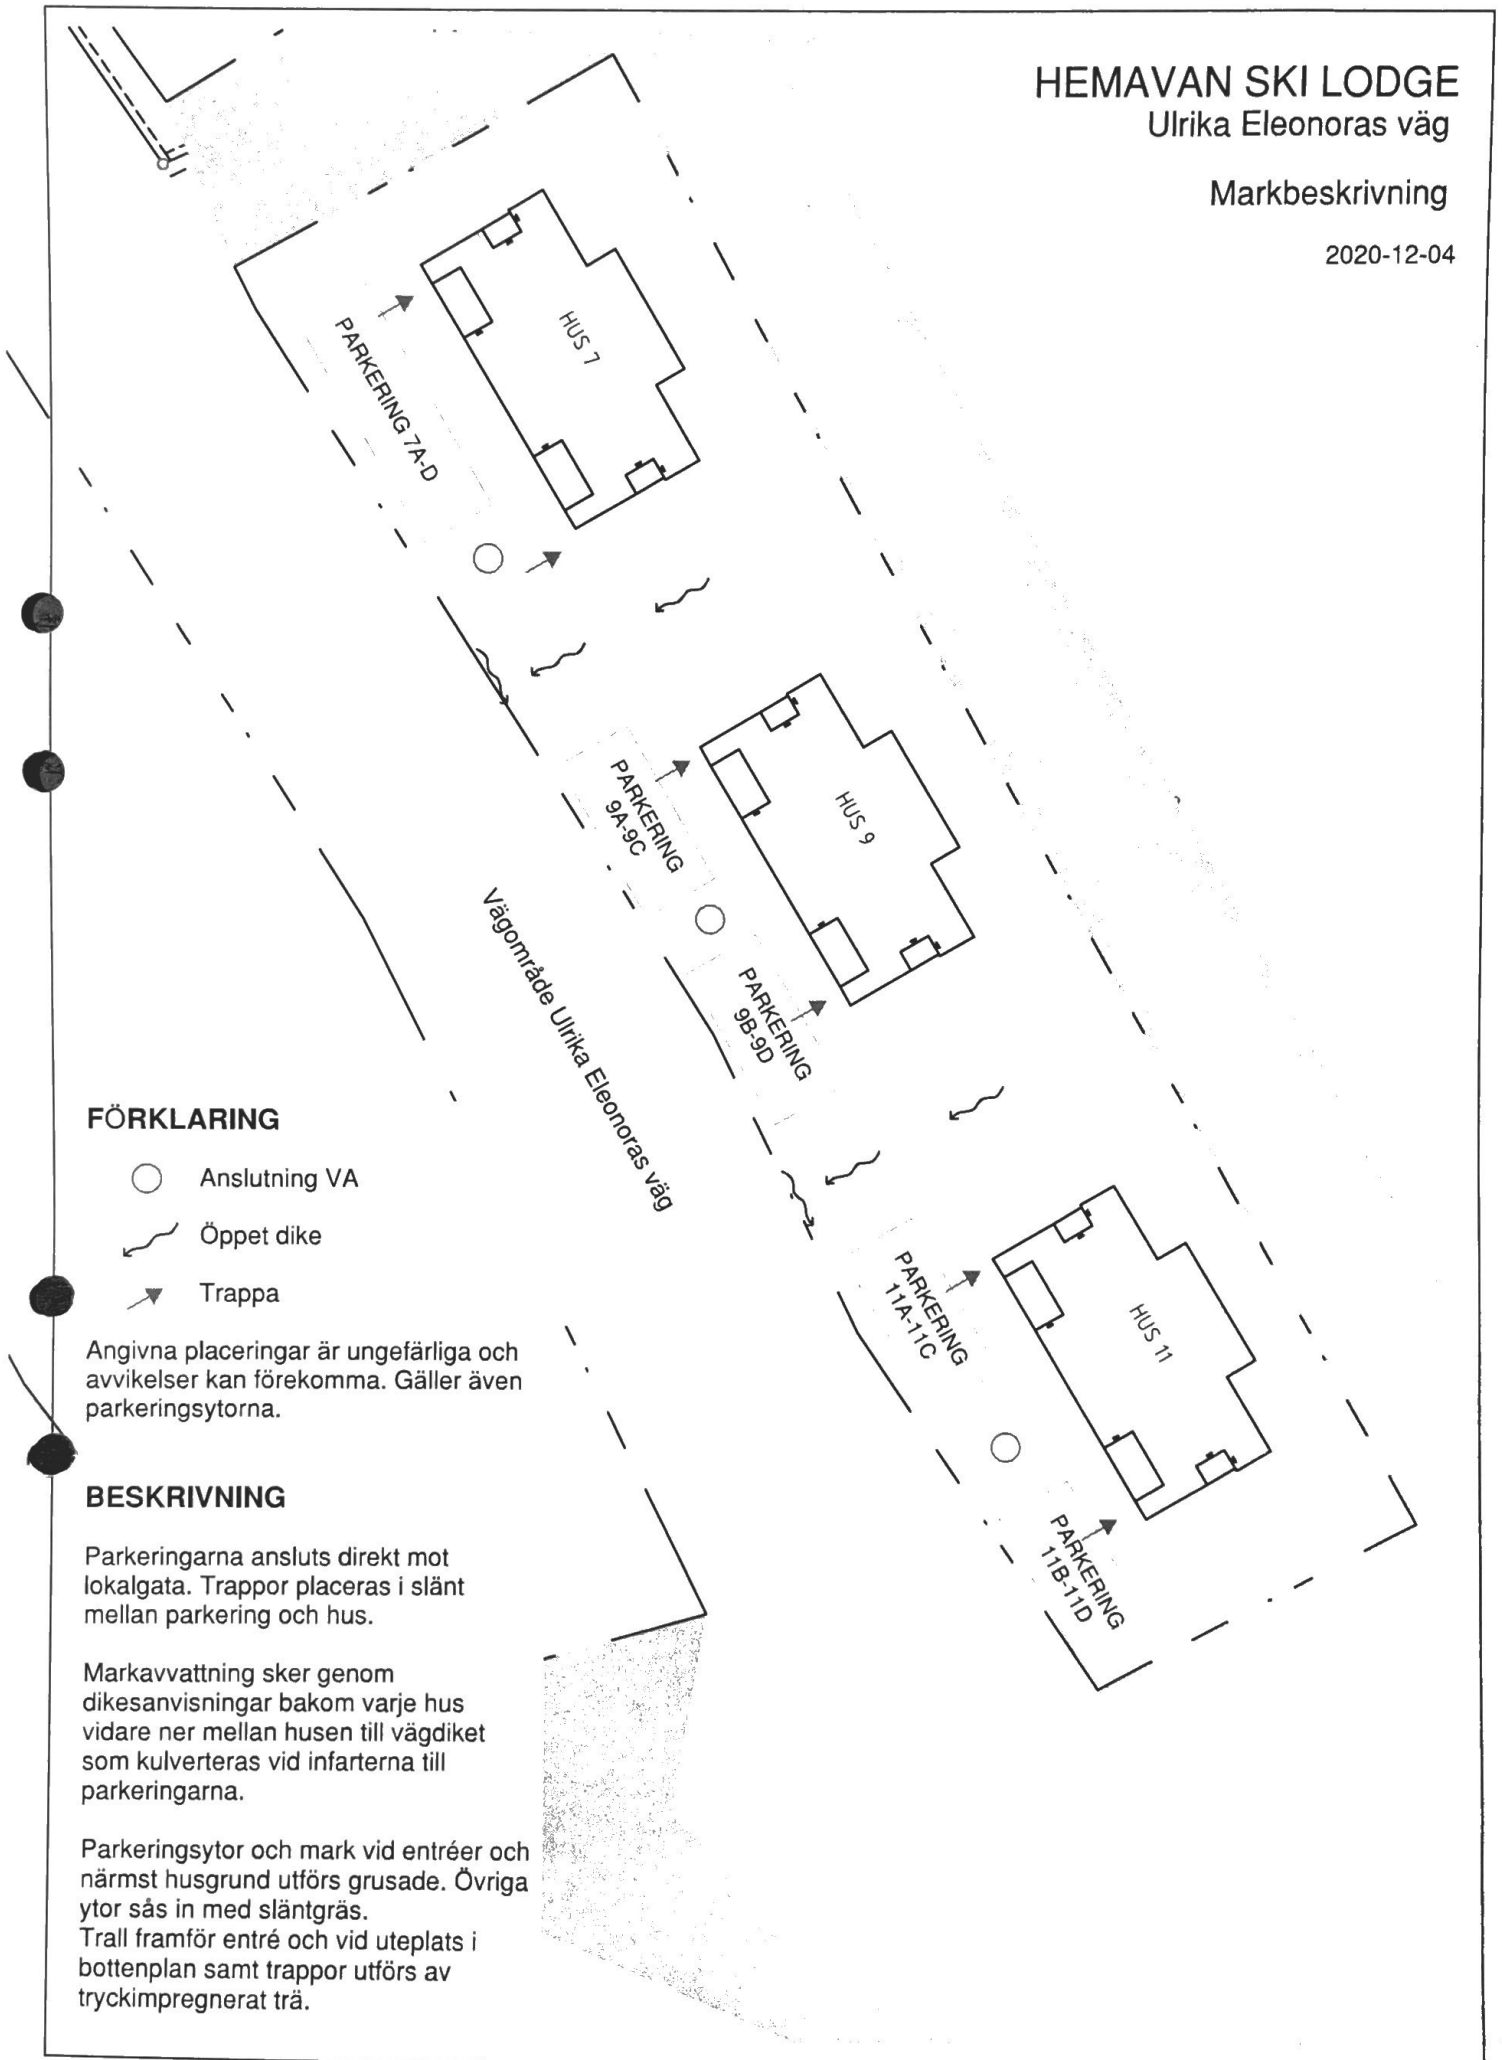 HEMAVAN SKI LODGE
Ulrika Eleonoras väg
Markbeskrivning
2020-12-04
HUS 7
PARKERING 7A-D
HUS 9
PARKERING
9A-9C
PARKERING
9B-9D
Vägområde Ulrika Eleonoras väg
HUS 11
PARKERING
11A-11C
PARKERING
11B-11D
FÖRKLARING
Anslutning VA
Öppet dike
Trappa
Angivna placeringar är ungefärliga och
avvikelser kan förekomma. Gäller även
parkeringsytorna.
BESKRIVNING
Parkeringarna ansluts direkt mot
lokalgata. Trappor placeras i slänt
mellan parkering och hus.
Markavvattning sker genom
dikesanvisningar bakom varje hus
vidare ner mellan husen till vägdiket
som kulverteras vid infarterna till
parkeringarna.
Parkeringsytor och mark vid entréer och
närmst husgrund utförs grusade. Övriga
ytor sås in med släntgräs.
Trall framför entré och vid uteplats i
bottenplan samt trappor utförs av
tryckimpregnerat trä.